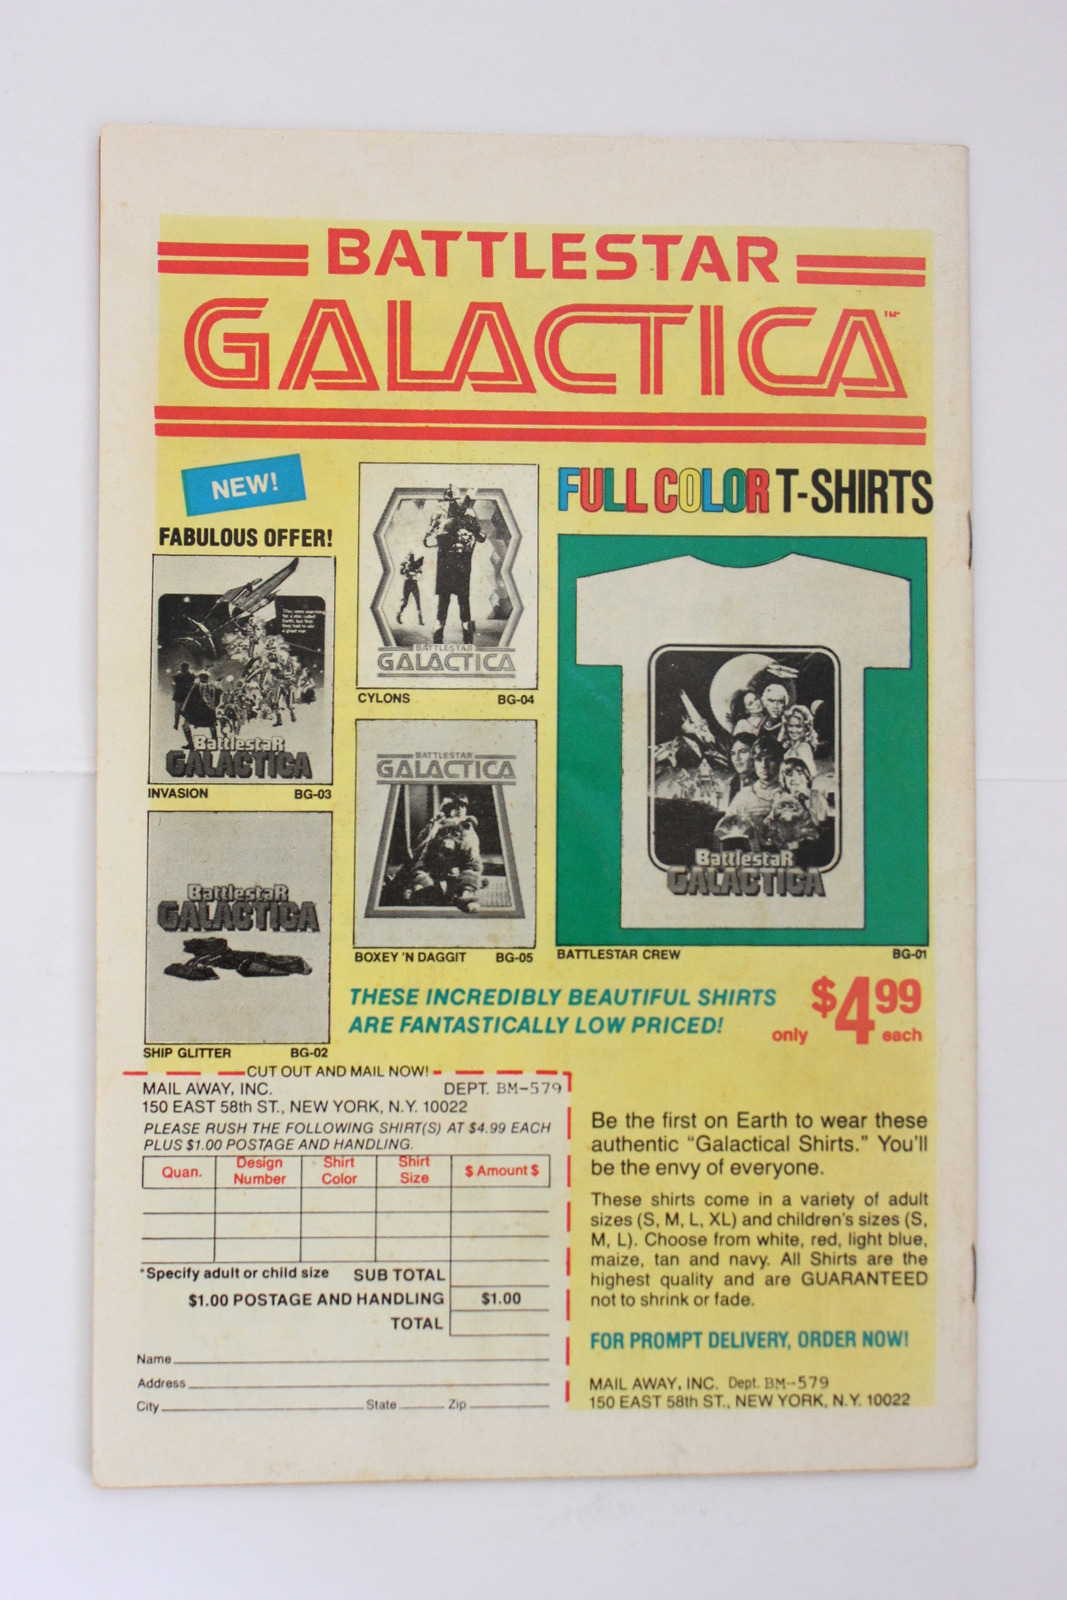 BATTLESTAR
GALACTICA™
NEW!
FABULOUS OFFER!
They were searching
for a star called
Battlestar
GALACTICA
INVASION BG-03
Battlestar
GALACTICA
SHIP GLITTER BG-02
BATTLESTAR
GALACTICA
CYLONS BG-04
BATTLESTAR
GALACTICA
BOXEY 'N DAGGIT BG-05
FULL COLOR T-SHIRTS
Battlestar
GALACTICA
BATTLESTAR CREW BG-01
THESE INCREDIBLY BEAUTIFUL SHIRTS
ARE FANTASTICALLY LOW PRICED!
only $4.99 each
CUT OUT AND MAIL NOW!
MAIL AWAY, INC. DEPT. BM-579
150 EAST 58th ST., NEW YORK, N.Y. 10022
PLEASE RUSH THE FOLLOWING SHIRT(S) AT $4.99 EACH
PLUS $1.00 POSTAGE AND HANDLING.
Quan. Design Number Shirt Color Shirt Size $ Amount $
*Specify adult or child size SUB TOTAL
$1.00 POSTAGE AND HANDLING $1.00
TOTAL
Name
Address
City State Zip
Be the first on Earth to wear these
authentic "Galactical Shirts." You'll
be the envy of everyone.
These shirts come in a variety of adult
sizes (S, M, L, XL) and children's sizes (S,
M, L). Choose from white, red, light blue,
maize, tan and navy. All Shirts are the
highest quality and are GUARANTEED
not to shrink or fade.
FOR PROMPT DELIVERY, ORDER NOW!
MAIL AWAY, INC. Dept. BM-579
150 EAST 58th ST., NEW YORK, N.Y. 10022